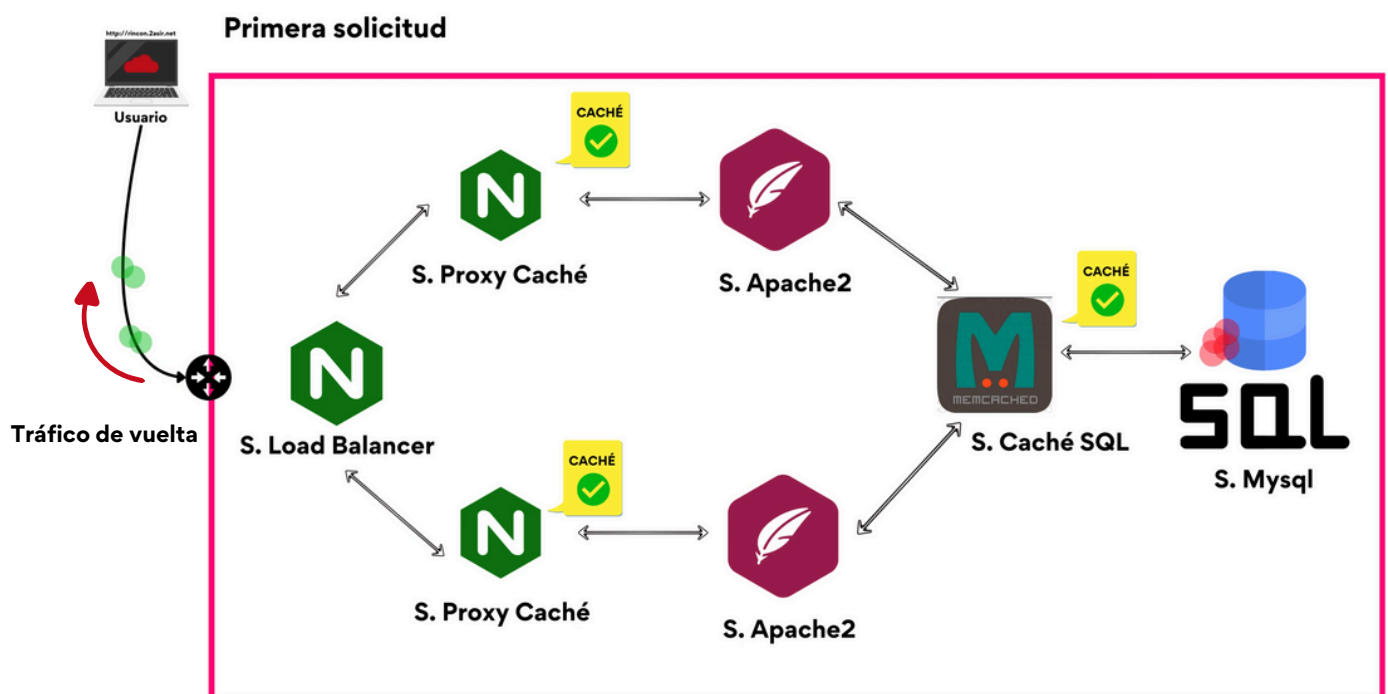 Primera solicitud
http://rincon.2asir.net
Usuario
CACHÉ
S. Proxy Caché
S. Apache2
CACHÉ
MEMCACHED
Tráfico de vuelta
S. Load Balancer
S. Caché SQL
SQL
S. Mysql
CACHÉ
S. Proxy Caché
S. Apache2